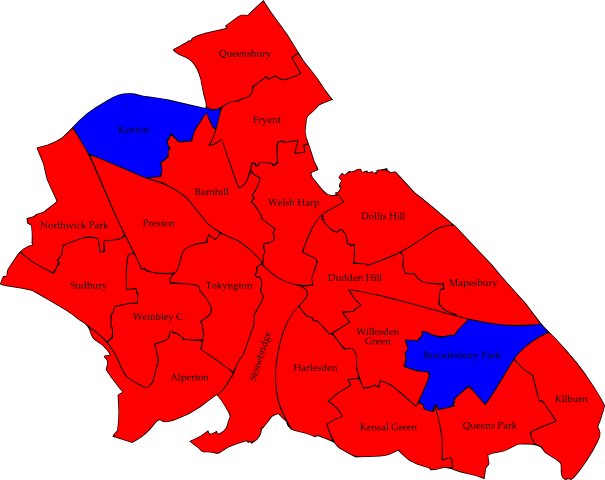 Queensbury
Fryent
Kenton
Barnhill
Welsh Harp
Dollis Hill
Northwick Park
Preston
Sudbury
Tokyngton
Dudden Hill
Mapesbury
Wembley C.
Willesden
Green
Brondesbury Park
Stonebridge
Harlesden
Alperton
Kilburn
Kensal Green
Queens Park